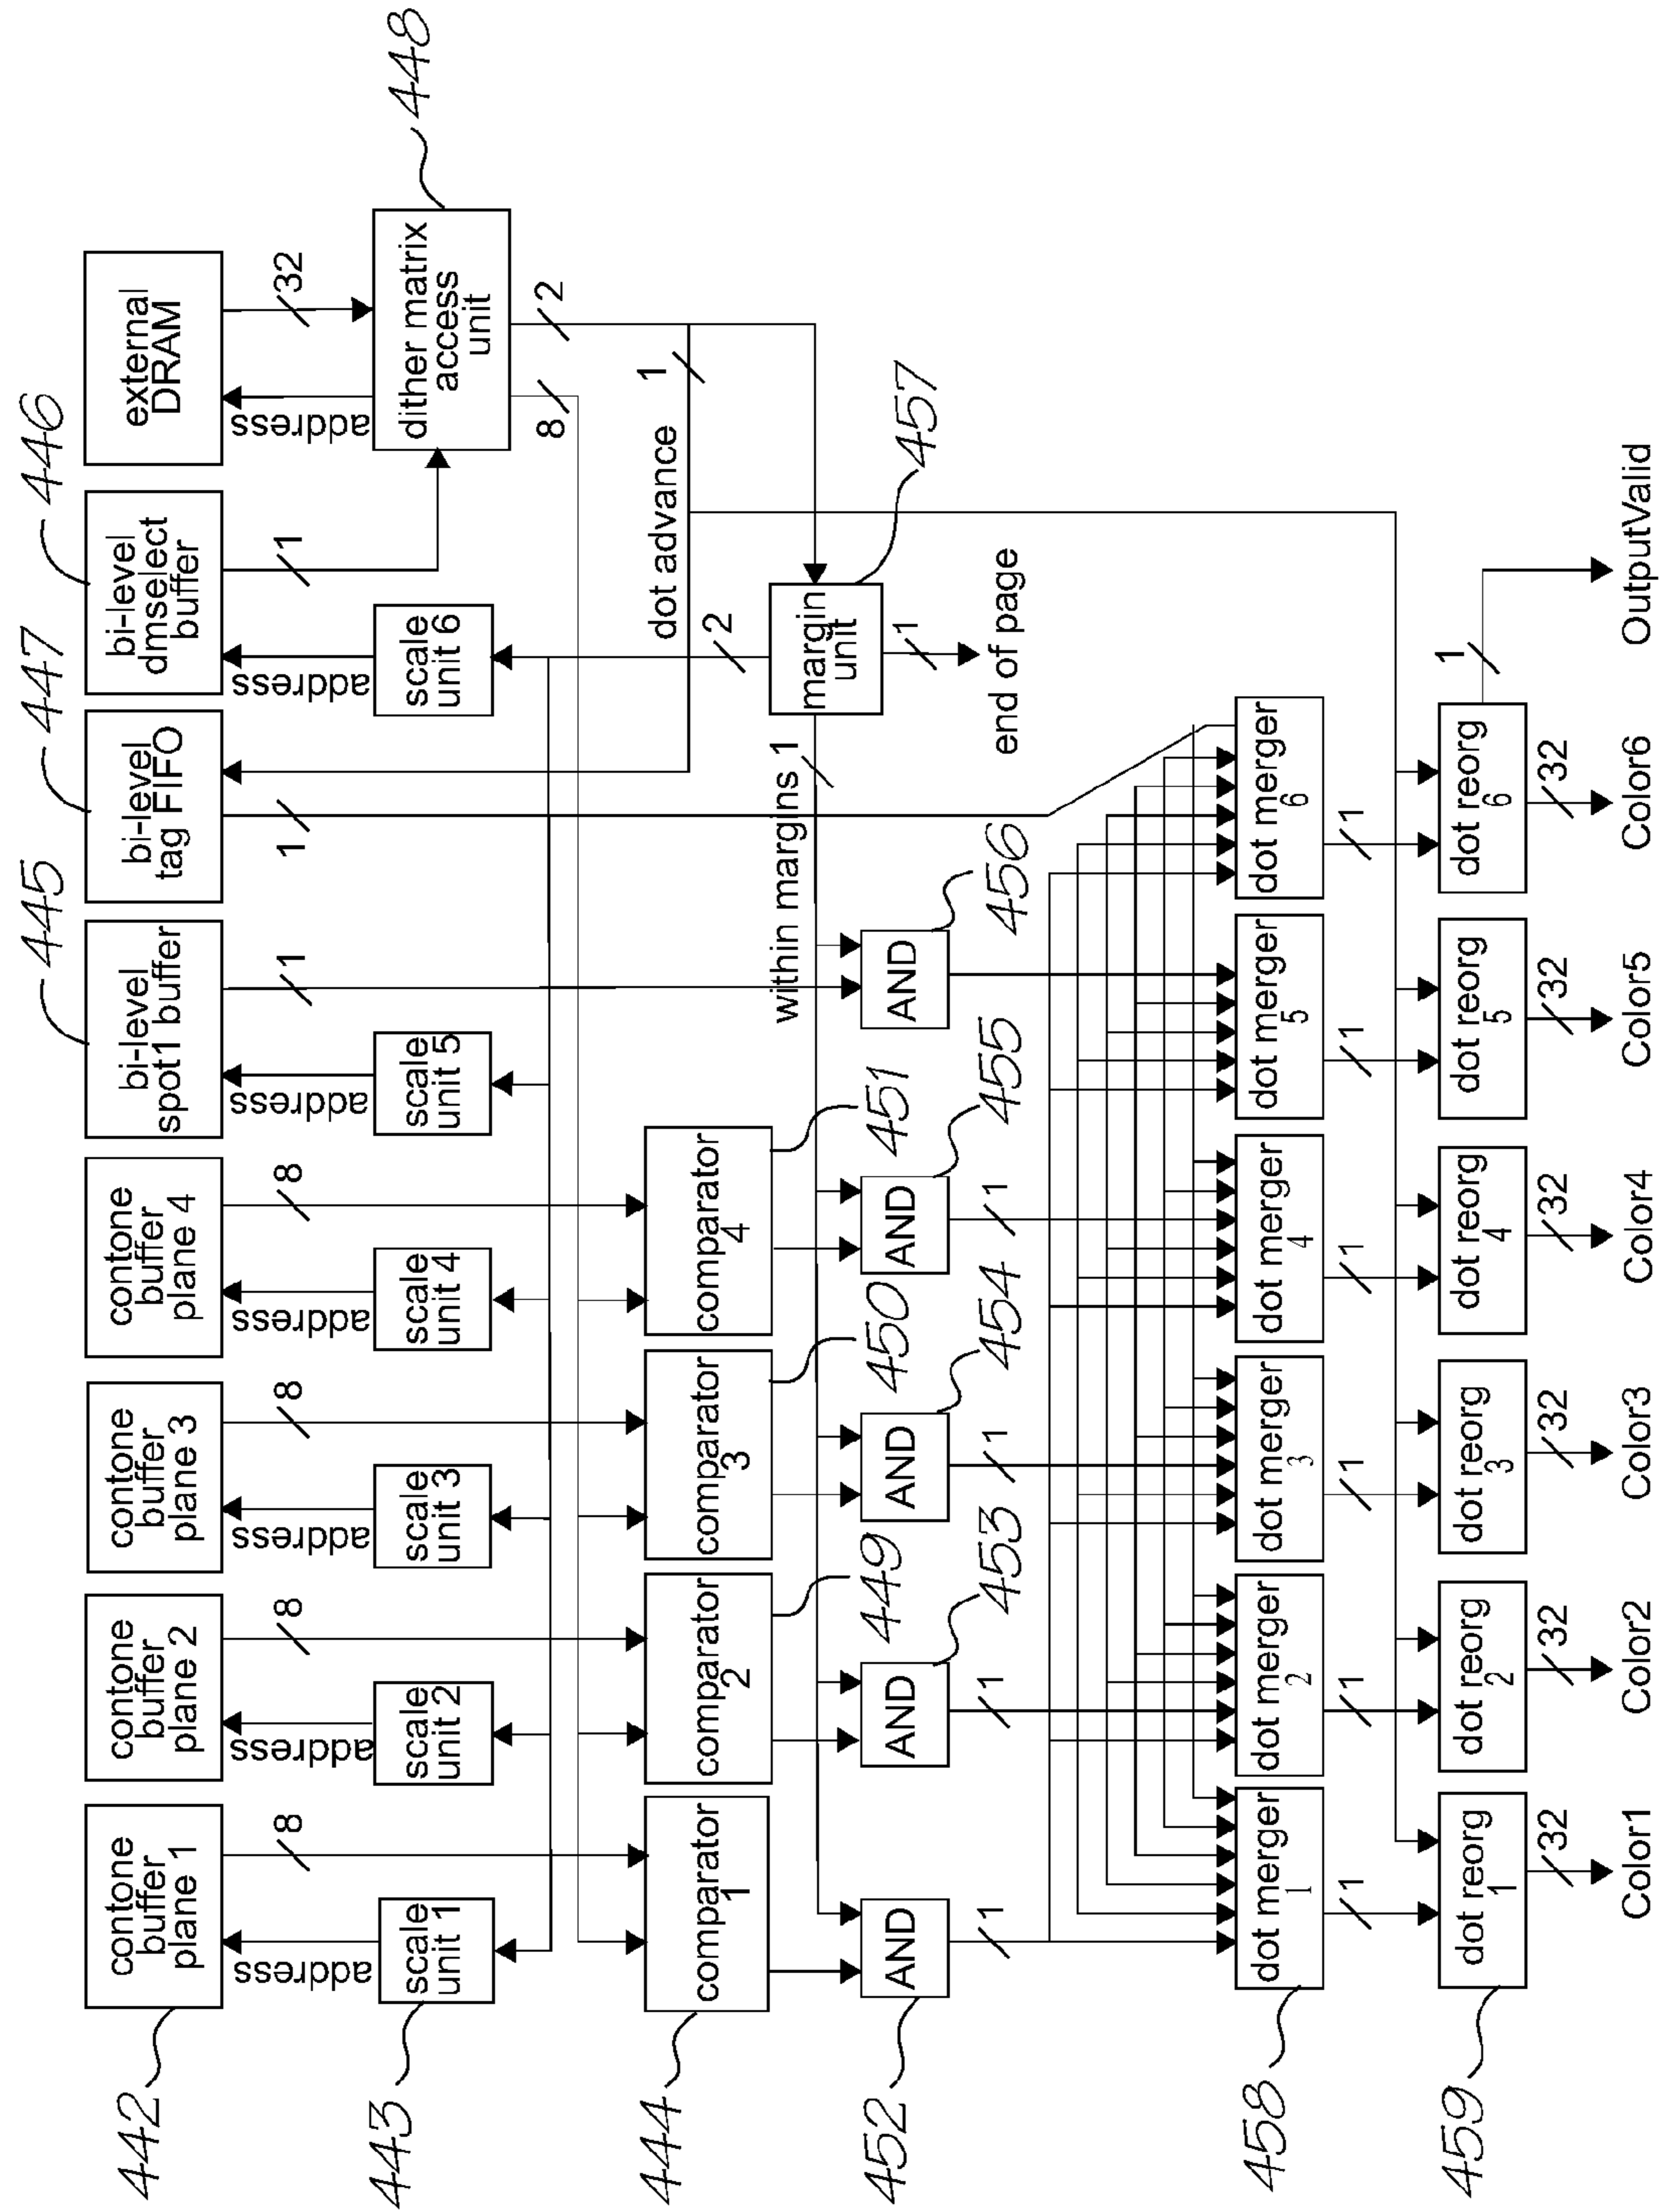 445
447
446
448
442
contone
buffer
plane 1
contone
buffer
plane 2
contone
buffer
plane 3
contone
buffer
plane 4
bi-level
spot1 buffer
bi-level
tag FIFO
bi-level
dmselect
buffer
external
DRAM
address
8
address
8
address
8
address
8
address
1
1
address
1
address
32
443
scale
unit 1
scale
unit 2
scale
unit 3
scale
unit 4
scale
unit 5
scale
unit 6
dither matrix
access
unit
8
2
1
dot advance
2
444
comparator
1
comparator
2
comparator
3
comparator
4
449
450
451
within margins 1
margin
unit
457
1
end of page
452
AND
AND
AND
AND
AND
453
454
455
456
1
1
1
1
458
dot merger
1
dot merger
2
dot merger
3
dot merger
4
dot merger
5
dot merger
6
1
1
1
1
1
1
459
dot reorg
1
dot reorg
2
dot reorg
3
dot reorg
4
dot reorg
5
dot reorg
6
1
32
32
32
32
32
32
Color1
Color2
Color3
Color4
Color5
Color6
OutputValid